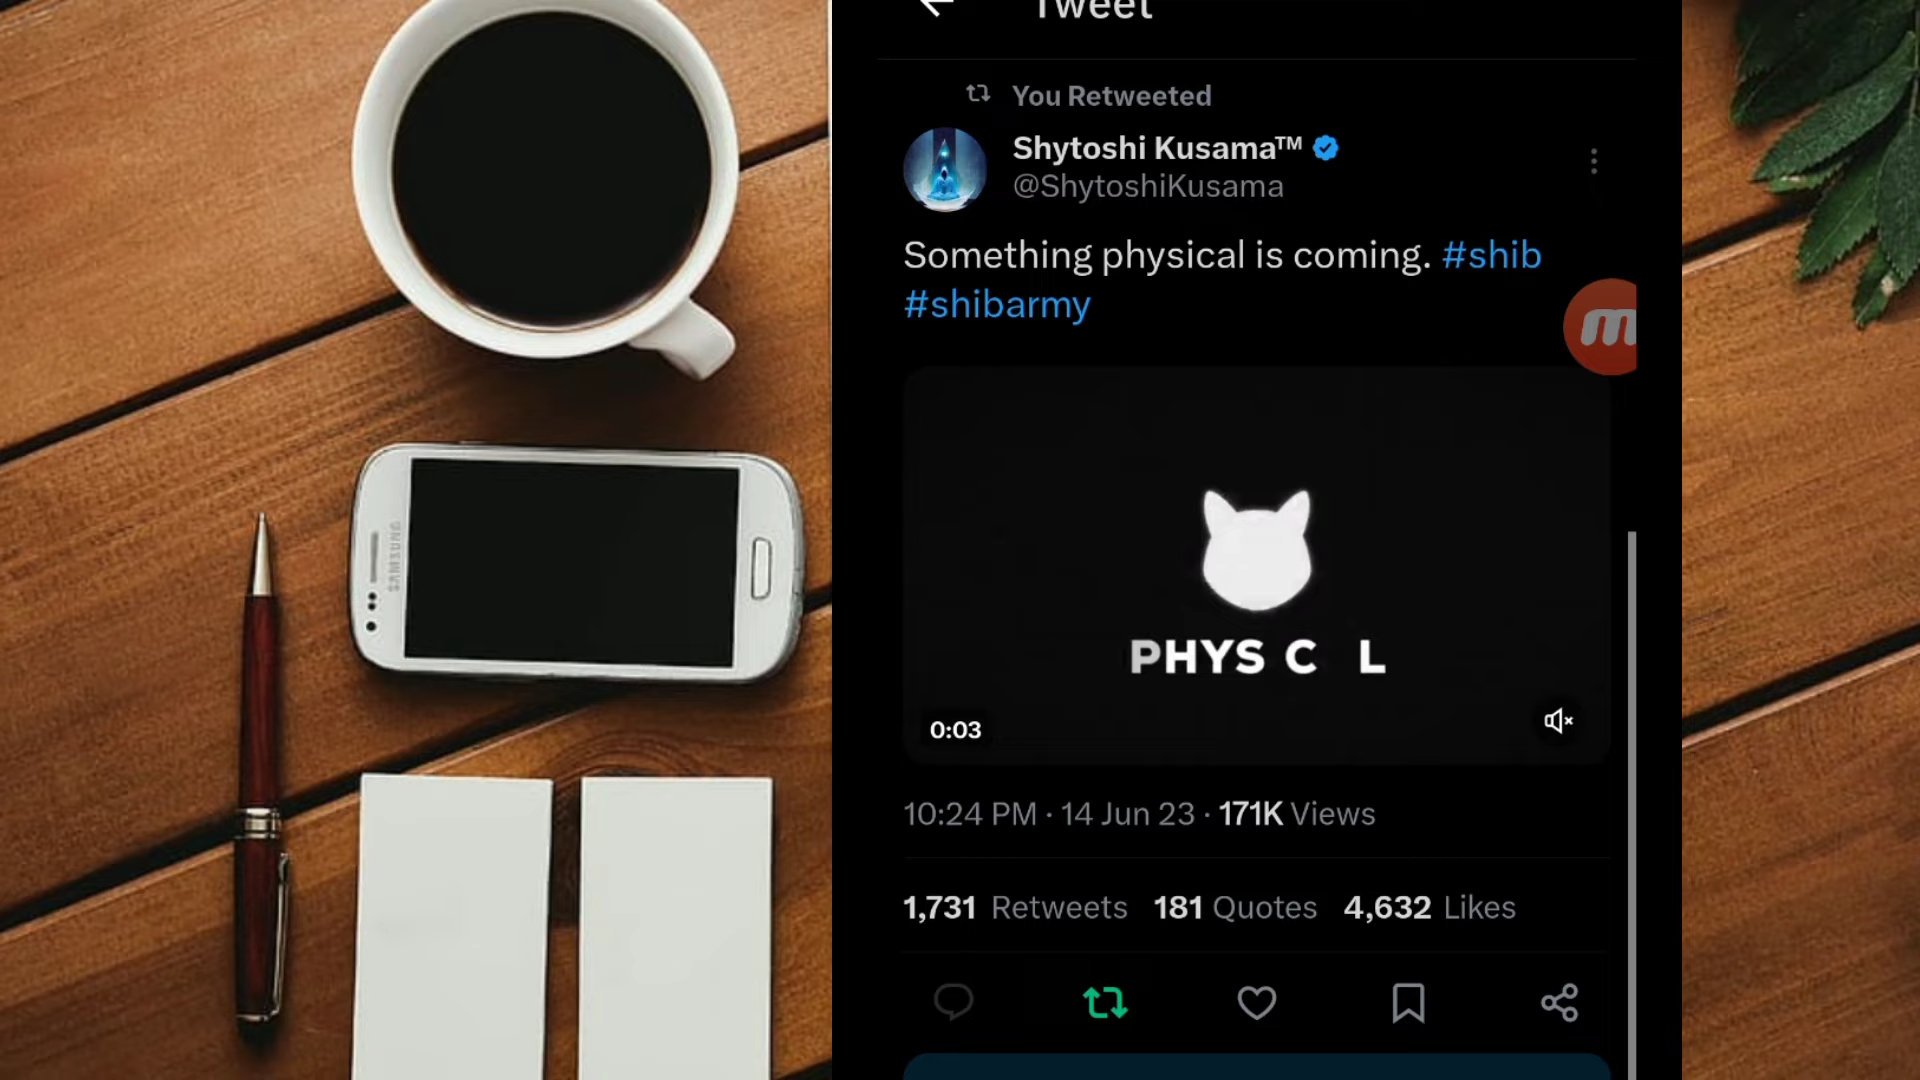 Tweet
You Retweeted
Shytoshi Kusama™
@ShytoshiKusama
Something physical is coming. #shib
#shibarmy
PHYS C L
0:03
10:24 PM · 14 Jun 23 · 171K Views
1,731 Retweets 181 Quotes 4,632 Likes
SAMSUNG